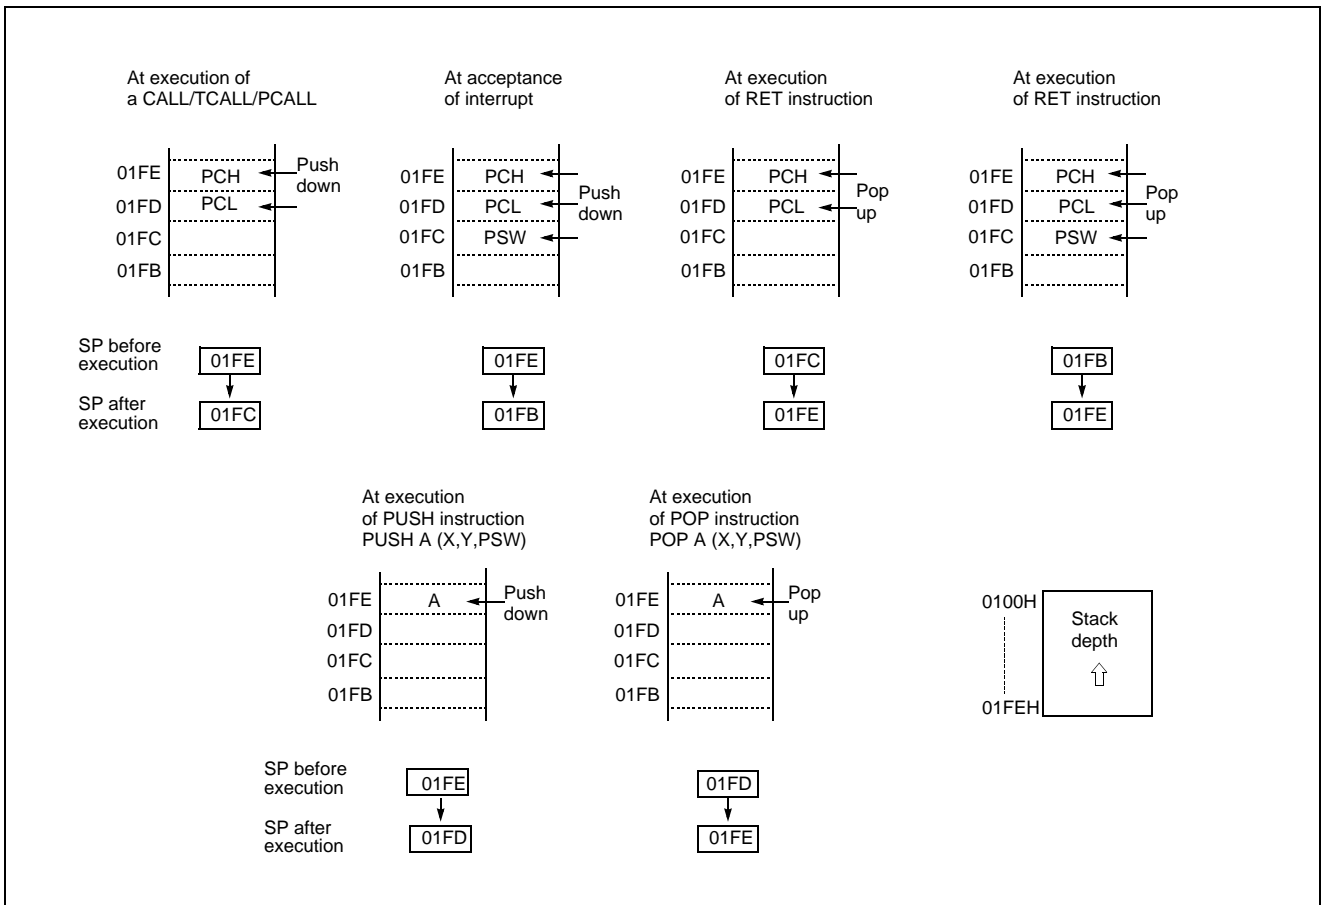 At execution of
a CALL/TCALL/PCALL
01FE
PCH
Push
down
01FD
PCL
01FC
01FB
SP before
execution
01FE
SP after
execution
01FC
At acceptance
of interrupt
01FE
PCH
01FD
PCL
Push
down
01FC
PSW
01FB
01FE
01FB
At execution
of RET instruction
01FE
PCH
01FD
PCL
Pop
up
01FC
01FB
01FC
01FE
At execution
of RET instruction
01FE
PCH
01FD
PCL
Pop
up
01FC
PSW
01FB
01FB
01FE
At execution
of PUSH instruction
PUSH A (X,Y,PSW)
01FE
A
Push
down
01FD
01FC
01FB
SP before
execution
01FE
SP after
execution
01FD
At execution
of POP instruction
POP A (X,Y,PSW)
01FE
A
Pop
up
01FD
01FC
01FB
01FD
01FE
0100H
Stack
depth
01FEH